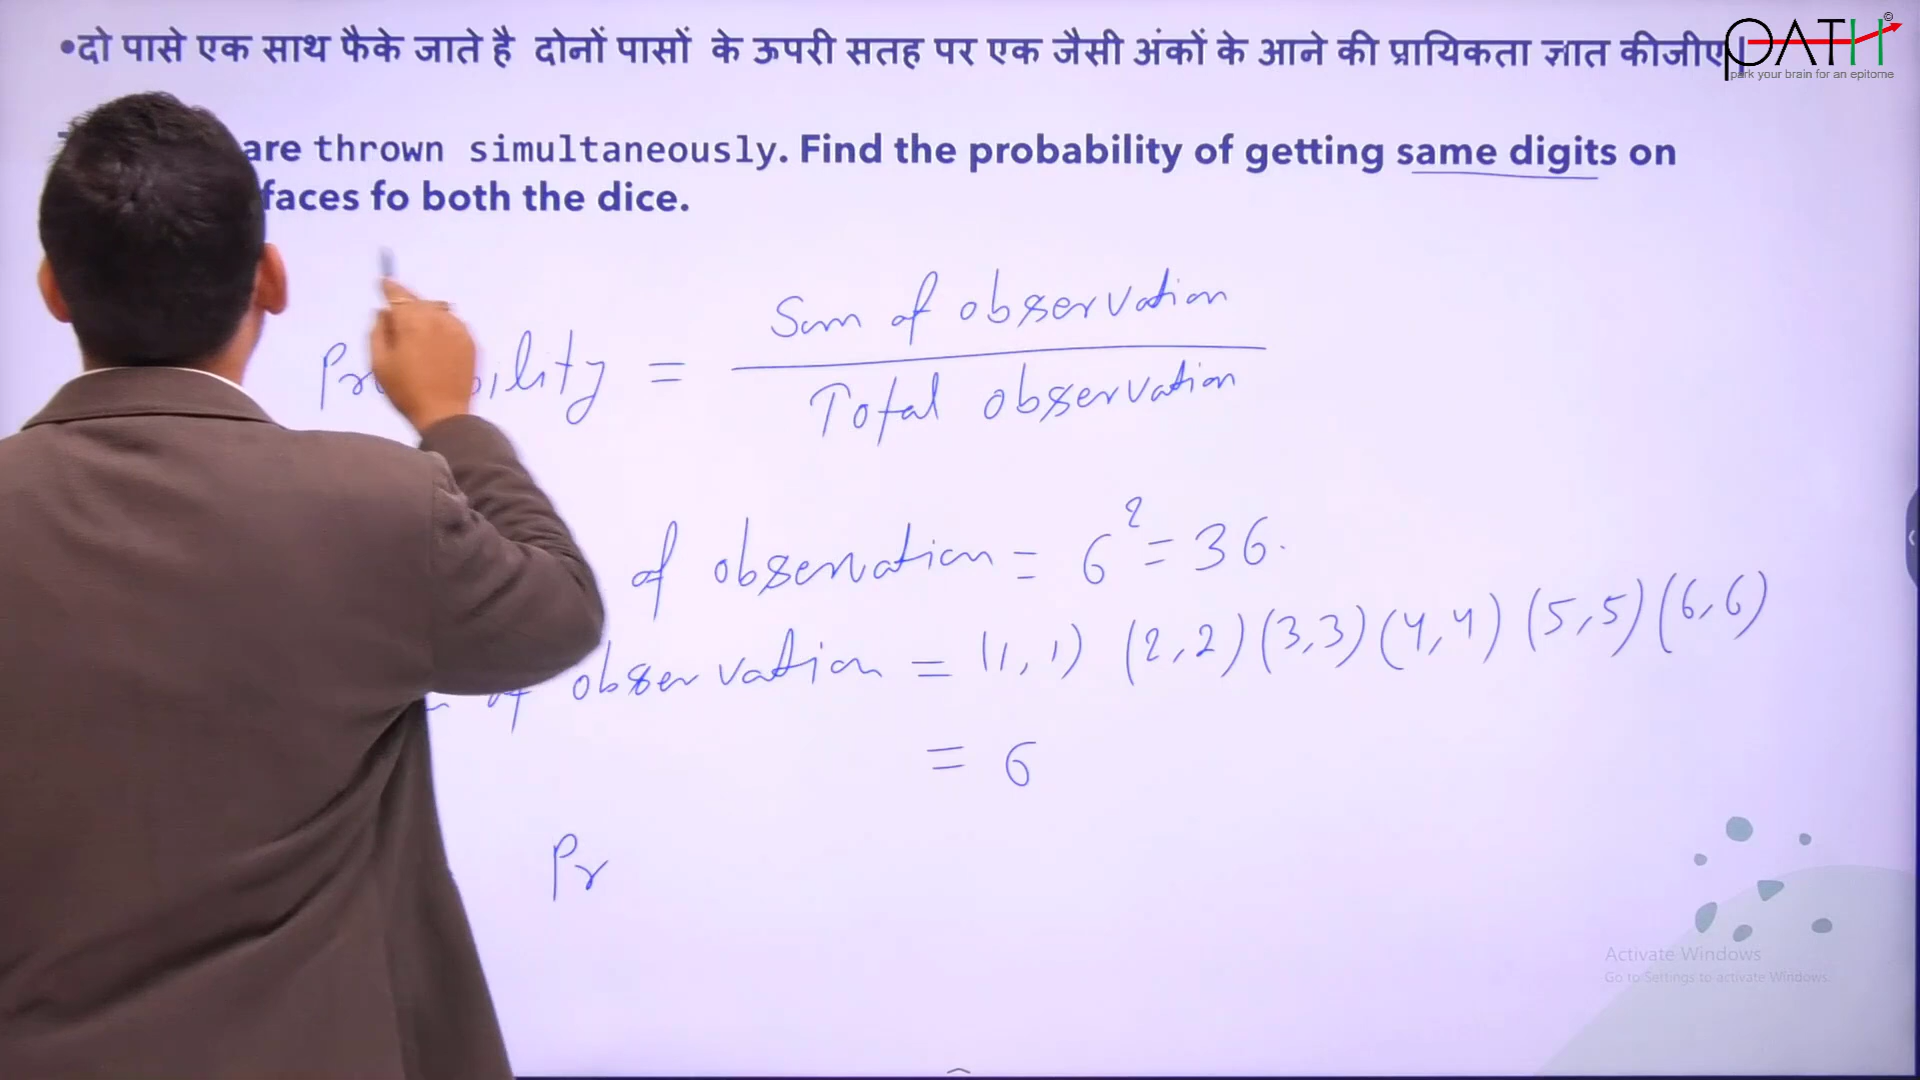 •दो पासे एक साथ फैके जाते है दोनों पासों के ऊपरी सतह पर एक जैसी अंकों के आने की प्रायिकता ज्ञात कीजीए|
PATH©
park your brain for an epitome
are thrown simultaneously. Find the probability of getting same digits on
faces fo both the dice.
Sum of observation
Pr bility =
Total observation
of observation = 6² = 36.
of observation = (1,1) (2,2) (3,3) (4,4) (5,5) (6,6)
= 6
Pr
Activate Windows
Go to Settings to activate Windows.